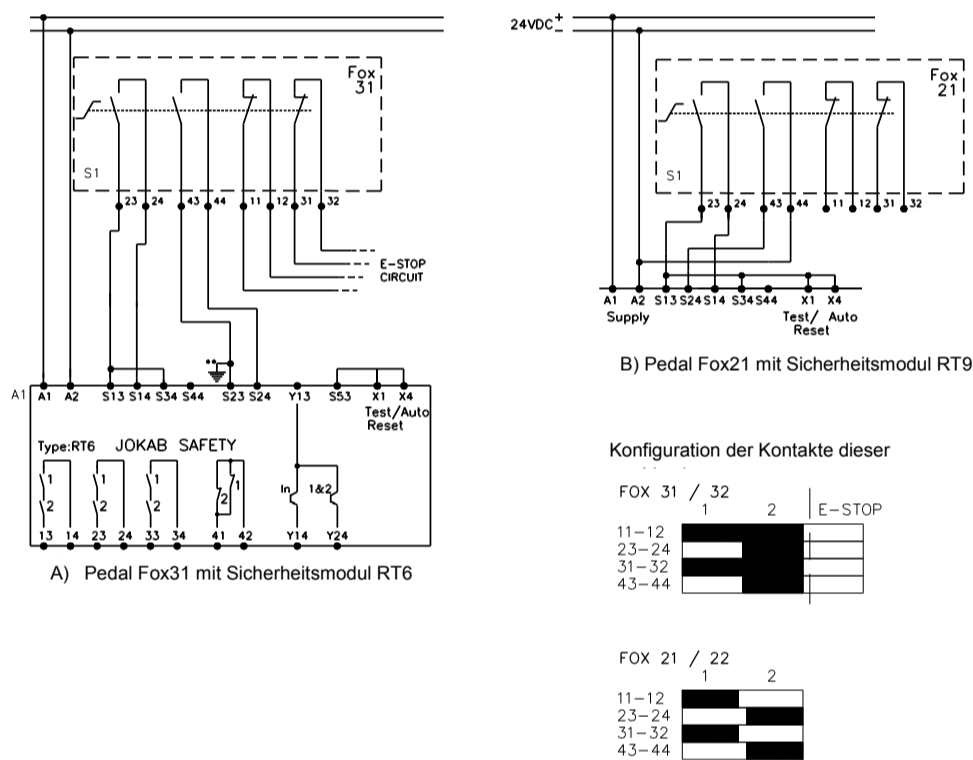 Fox
31
S1
23 24 43 44 11 12 31 32
E-STOP
CIRCUIT
A1
A1 A2 S13 S14 S34 S44 S23 S24 Y13 S53 X1 X4
Test/Auto
Reset
Type:RT6 JOKAB SAFETY
1 1 1 2 1 In 1&2
2 2 2
13 14 23 24 33 34 41 42 Y14 Y24
A) Pedal Fox31 mit Sicherheitsmodul RT6
24VDC + −
Fox
21
S1
23 24 43 44 11 12 31 32
A1 A2 S13 S24 S14 S34 S44 X1 X4
Supply Test/ Auto
Reset
B) Pedal Fox21 mit Sicherheitsmodul RT9
Konfiguration der Kontakte dieser
FOX 31 / 32
1 2 E-STOP
11-12
23-24
31-32
43-44
FOX 21 / 22
1 2
11-12
23-24
31-32
43-44